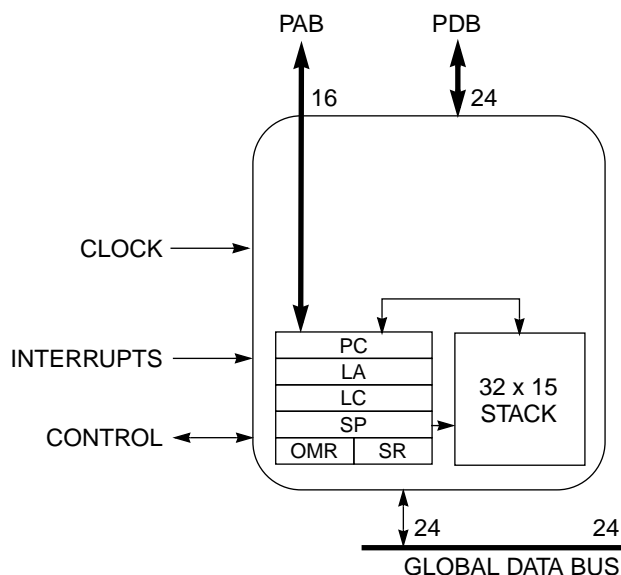 PAB PDB
16 24
CLOCK
PC
INTERRUPTS
LA
LC
32 x 15
STACK
SP
CONTROL
OMR SR
24 24
GLOBAL DATA BUS